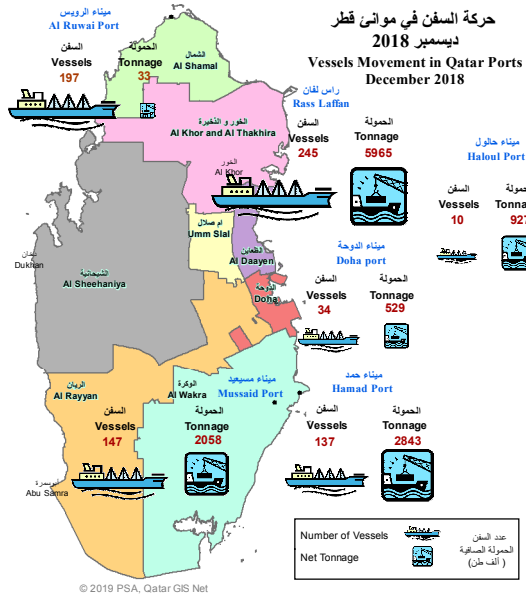 حركة السفن في موانئ قطر
ديسمبر 2018
Vessels Movement in Qatar Ports
December 2018
ميناء الرويس
Al Ruwai Port
السفن
Vessels
197
الحمولة
Tonnage
33
الشمال
Al Shamal
راس لفان
Rass Laffan
السفن
Vessels
245
الحمولة
Tonnage
5965
الخور و الذخيرة
Al Khor and Al Thakhira
الخور
Al Khor
ميناء حالول
Haloul Port
السفن
Vessels
10
الحمولة
Tonna
927
ام صلال
Umm Slal
الظعاين
Al Daayen
دخان
Dukhan
الشيحانية
Al Sheehaniya
ميناء الدوحة
Doha port
السفن
Vessels
34
الحمولة
Tonnage
529
الدوحة
Doha
الريان
Al Rayyan
الوكرة
Al Wakra
ميناء مسيعيد
Mussaid Port
السفن
Vessels
147
الحمولة
Tonnage
2058
ميناء حمد
Hamad Port
السفن
Vessels
137
الحمولة
Tonnage
2843
أبوسمرة
Abu Samra
Number of Vessels
عدد السفن
Net Tonnage
الحمولة الصافية
( ألف طن)
© 2019 PSA, Qatar GIS Net